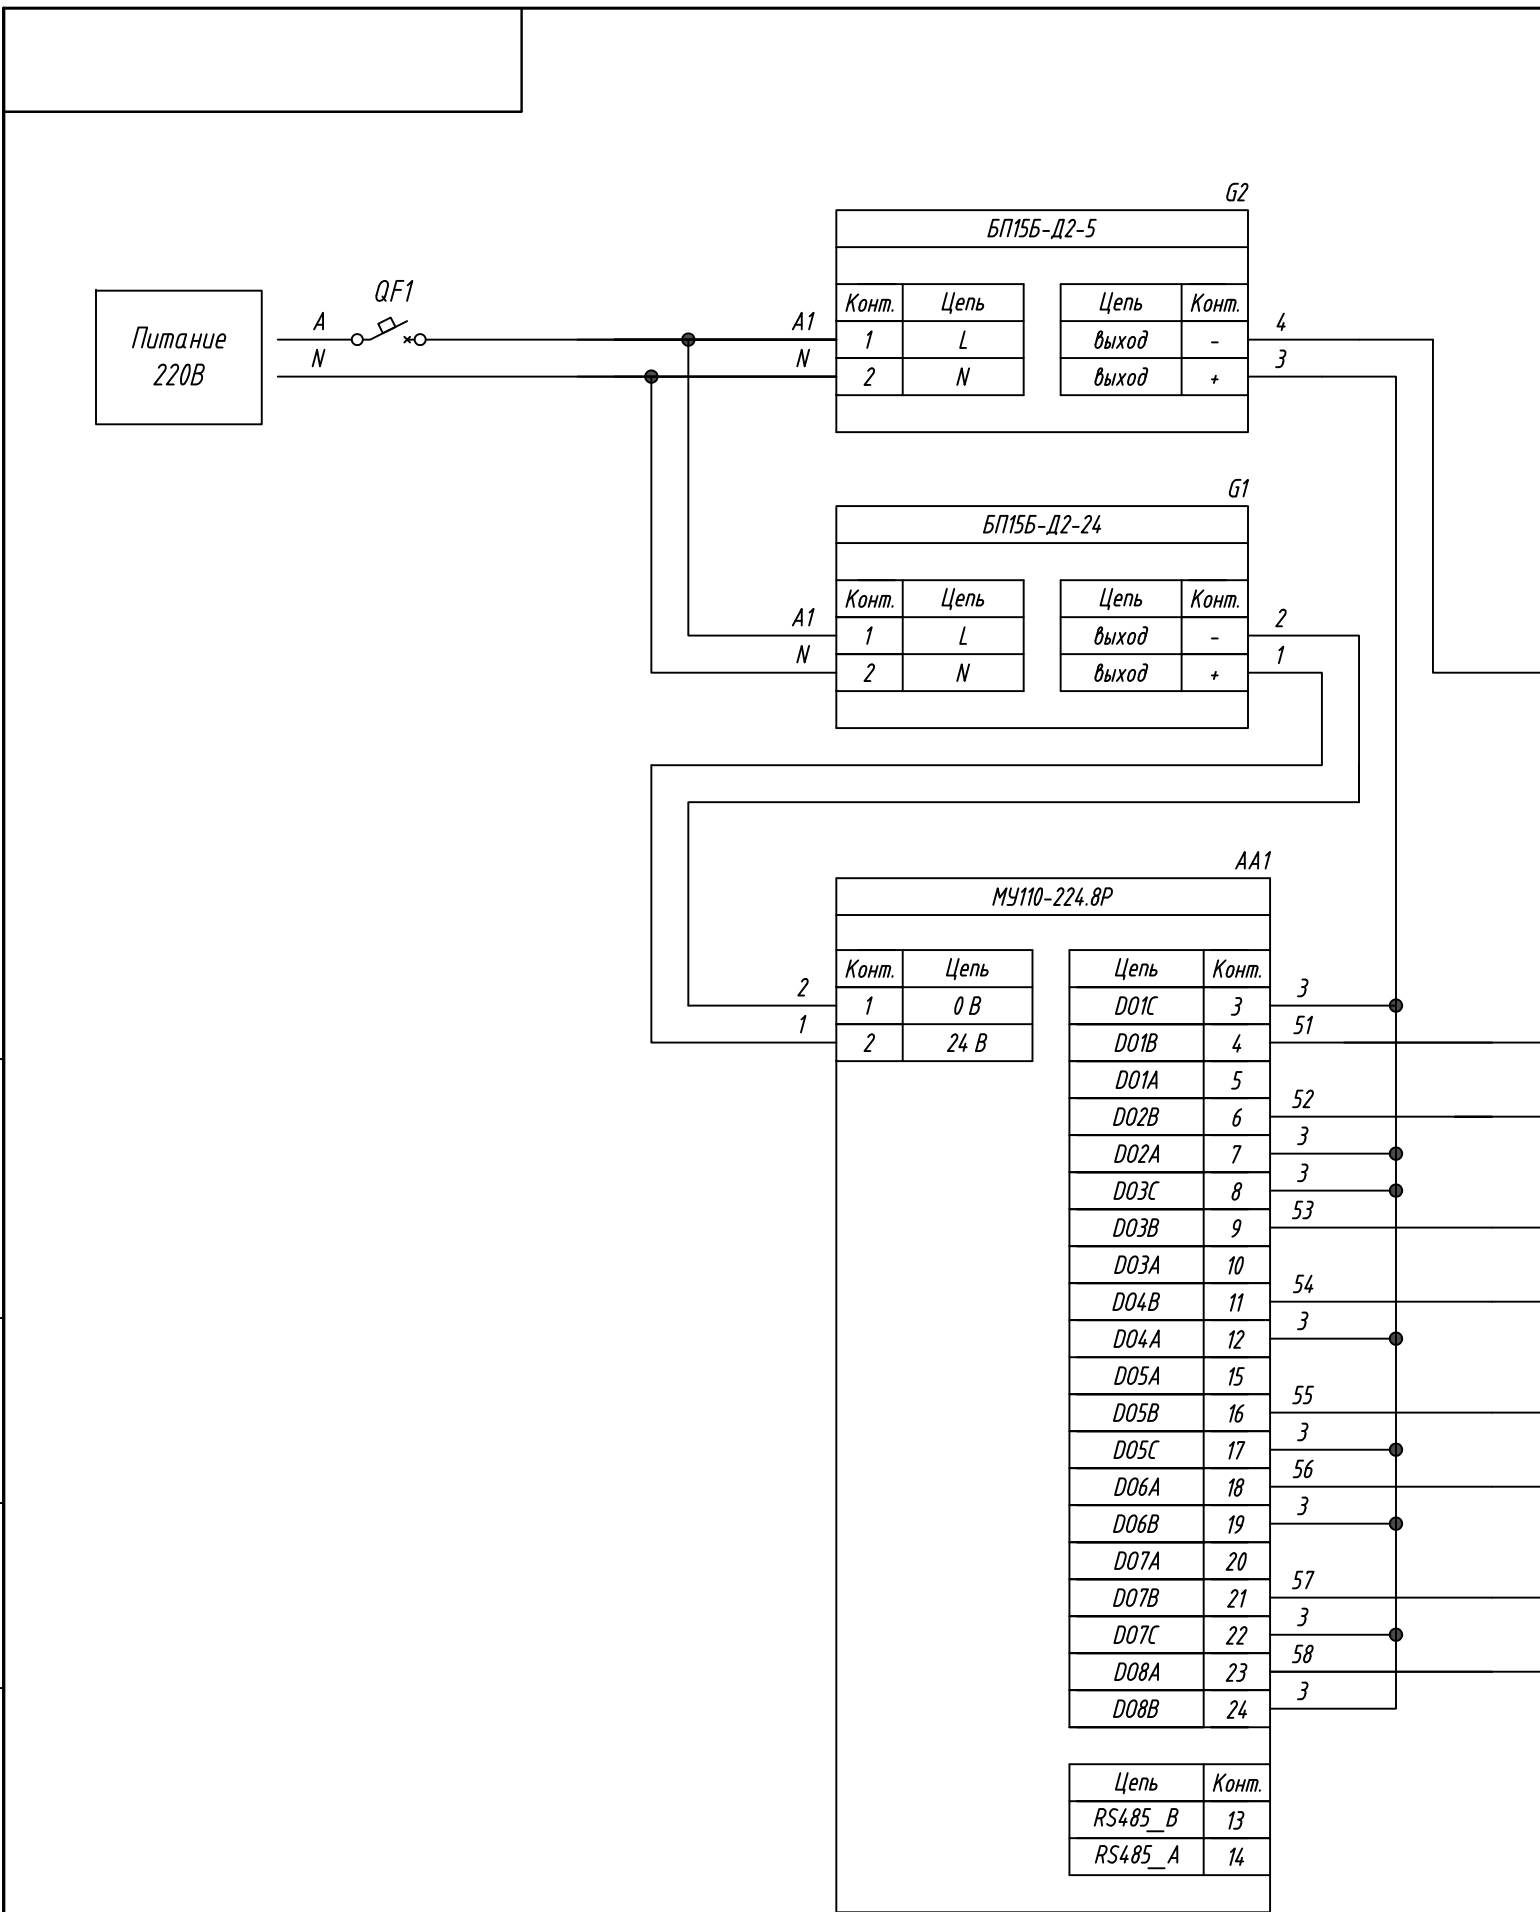 G2
БП15Б-Д2-5
QF1
Питание
220В
A
N
A1
N
Конт. Цепь Цепь Конт.
1 L выход - 4
2 N выход + 3
G1
БП15Б-Д2-24
Конт. Цепь Цепь Конт.
A1 1 L выход - 2
N 2 N выход + 1
AA1
МУ110-224.8Р
Конт. Цепь Цепь Конт.
2 1 0 В DO1C 3 3
1 2 24 В DO1B 4 51
DO1A 5
DO2B 6 52
DO2A 7 3
DO3C 8 3
DO3B 9 53
DO3A 10
DO4B 11 54
DO4A 12 3
DO5A 15
DO5B 16 55
DO5C 17 3
DO6A 18 56
DO6B 19 3
DO7A 20
DO7B 21 57
DO7C 22 3
DO8A 23 58
DO8B 24 3
Цепь Конт.
RS485_B 13
RS485_A 14